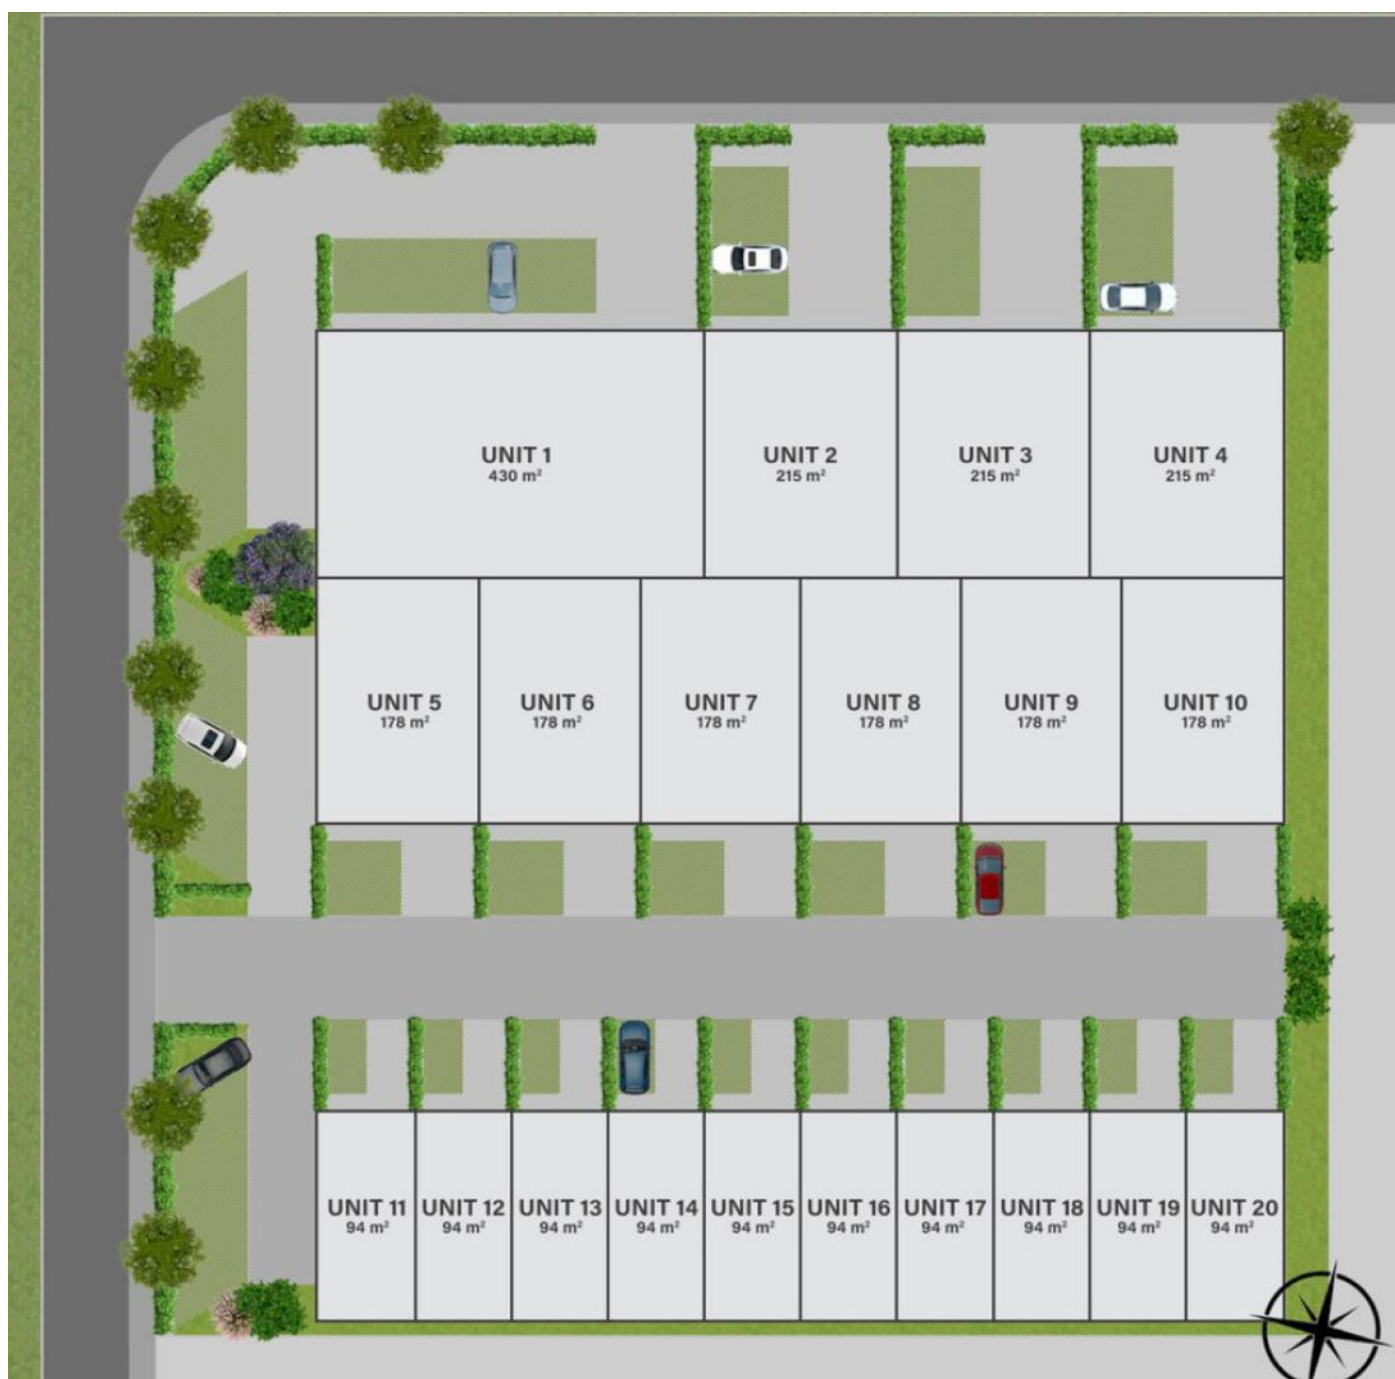 UNIT 1
430 m²
UNIT 2
215 m²
UNIT 3
215 m²
UNIT 4
215 m²
UNIT 5
178 m²
UNIT 6
178 m²
UNIT 7
178 m²
UNIT 8
178 m²
UNIT 9
178 m²
UNIT 10
178 m²
UNIT 11
94 m²
UNIT 12
94 m²
UNIT 13
94 m²
UNIT 14
94 m²
UNIT 15
94 m²
UNIT 16
94 m²
UNIT 17
94 m²
UNIT 18
94 m²
UNIT 19
94 m²
UNIT 20
94 m²